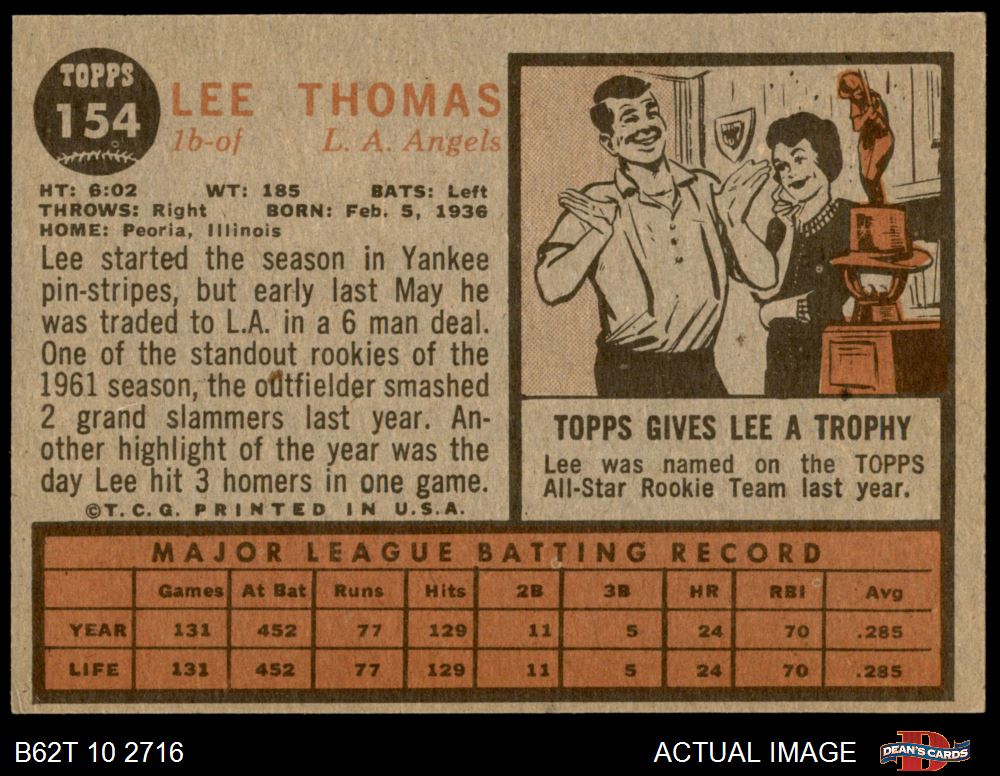 TOPPS
154
LEE THOMAS
1b-of L. A. Angels
HT: 6:02 WT: 185 BATS: Left
THROWS: Right BORN: Feb. 5, 1936
HOME: Peoria, Illinois
Lee started the season in Yankee
pin-stripes, but early last May he
was traded to L.A. in a 6 man deal.
One of the standout rookies of the
1961 season, the outfielder smashed
2 grand slammers last year. An-
other highlight of the year was the
day Lee hit 3 homers in one game.
©T.C.G. PRINTED IN U.S.A.
TOPPS GIVES LEE A TROPHY
Lee was named on the TOPPS
All-Star Rookie Team last year.
MAJOR LEAGUE BATTING RECORD
Games At Bat Runs Hits 2B 3B HR RBI Avg
YEAR 131 452 77 129 11 5 24 70 .285
LIFE 131 452 77 129 11 5 24 70 .285
B62T 10 2716 ACTUAL IMAGE
D
DEAN'S CARDS